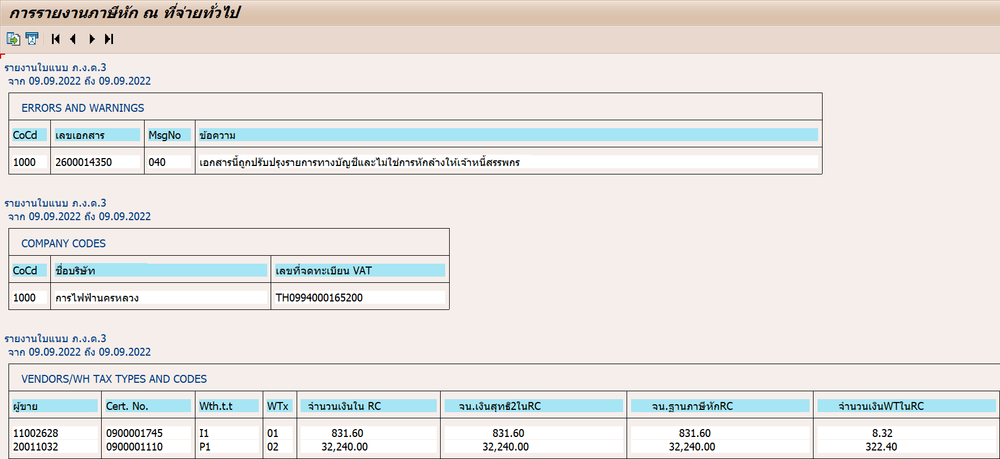 การรายงานภาษีหัก ณ ที่จ่ายทั่วไป
รายงานใบแนบ ภ.ง.ด.3
จาก 09.09.2022 ถึง 09.09.2022
ERRORS AND WARNINGS
CoCd เลขเอกสาร MsgNo ข้อความ
1000 2600014350 040 เอกสารนี้ถูกปรับปรุงรายการทางบัญชีและไม่ใช่การหักล้างให้เจ้าหนี้สรรพกร
รายงานใบแนบ ภ.ง.ด.3
จาก 09.09.2022 ถึง 09.09.2022
COMPANY CODES
CoCd ชื่อบริษัท เลขที่จดทะเบียน VAT
1000 การไฟฟ้านครหลวง TH0994000165200
รายงานใบแนบ ภ.ง.ด.3
จาก 09.09.2022 ถึง 09.09.2022
VENDORS/WH TAX TYPES AND CODES
ผู้ขาย Cert. No. Wth.t.t WTx จำนวนเงินใน RC จน.เงินสุทธิ2ในRC จน.ฐานภาษีหักRC จำนวนเงินWTในRC
11002628 0900001745 I1 01 831.60 831.60 831.60 8.32
20011032 0900001110 P1 02 32,240.00 32,240.00 32,240.00 322.40